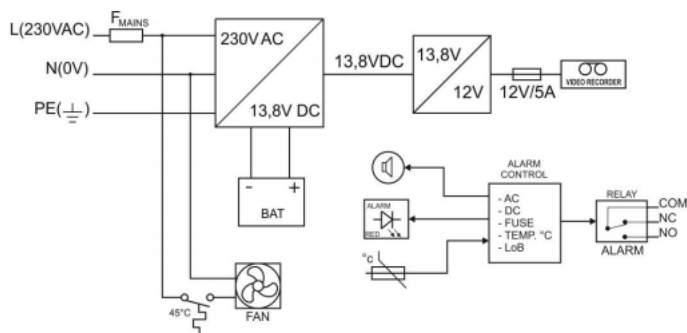 FMAINS
L(230VAC)
N(0V)
PE(⏚)
230V AC
13,8V DC
13,8VDC
13,8V
12V
12V/5A
VIDEO RECORDER
- +
BAT
45°C
FAN
ALARM
CONTROL
- AC
- DC
- FUSE
- TEMP. °C
- LoB
ALARM
RED
°C
RELAY
COM
NC
NO
ALARM